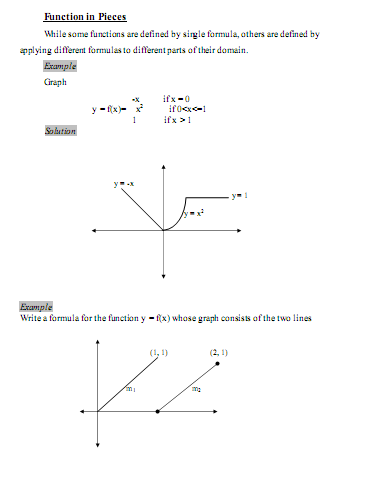 Function in Pieces
While some functions are defined by single formula, others are defined by
applying different formulas to different parts of their domain.
Example
Graph
-x if x = 0
y = f(x)= x² if 0<x<=1
1 if x > 1
Solution
y = -x
y = 1
y = x²
Example
Write a formula for the function y = f(x) whose graph consists of the two lines
(1, 1) (2, 1)
m₁ m₂